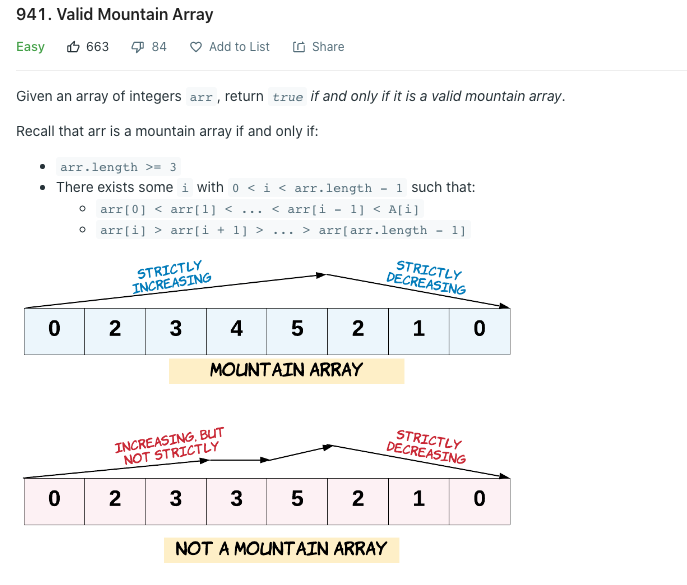 941. Valid Mountain Array
Easy 663 84 Add to List Share
Given an array of integers arr , return true if and only if it is a valid mountain array.
Recall that arr is a mountain array if and only if:
• arr.length >= 3
• There exists some i with 0 < i < arr.length - 1 such that:
○ arr[0] < arr[1] < ... < arr[i - 1] < A[i]
○ arr[i] > arr[i + 1] > ... > arr[arr.length - 1]
STRICTLY
INCREASING
STRICTLY
DECREASING
0 2 3 4 5 2 1 0
MOUNTAIN ARRAY
INCREASING, BUT
NOT STRICTLY
STRICTLY
DECREASING
0 2 3 3 5 2 1 0
NOT A MOUNTAIN ARRAY